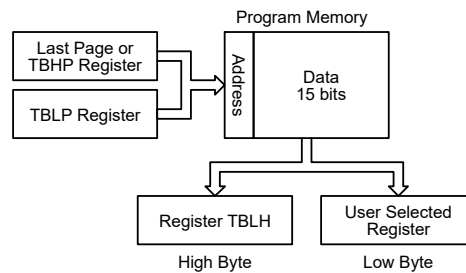 Program Memory
Last Page or
TBHP Register
TBLP Register
Address
Data
15 bits
Register TBLH
User Selected
Register
High Byte
Low Byte